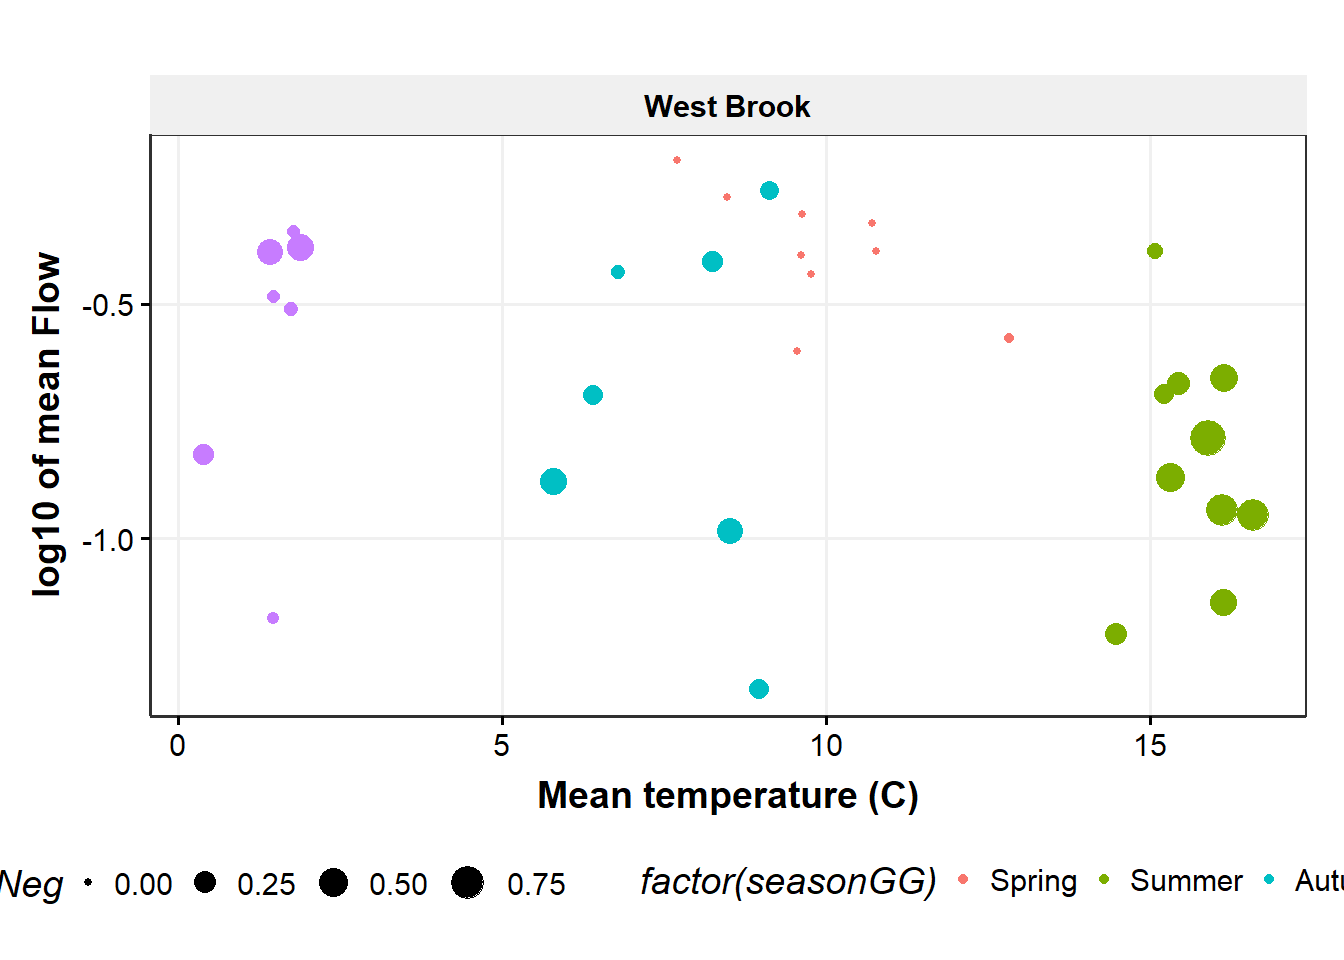 West Brook
log10 of mean Flow
-0.5
-1.0
0 5 10 15
Mean temperature (C)
Neg 0.00 0.25 0.50 0.75 factor(seasonGG) Spring Summer